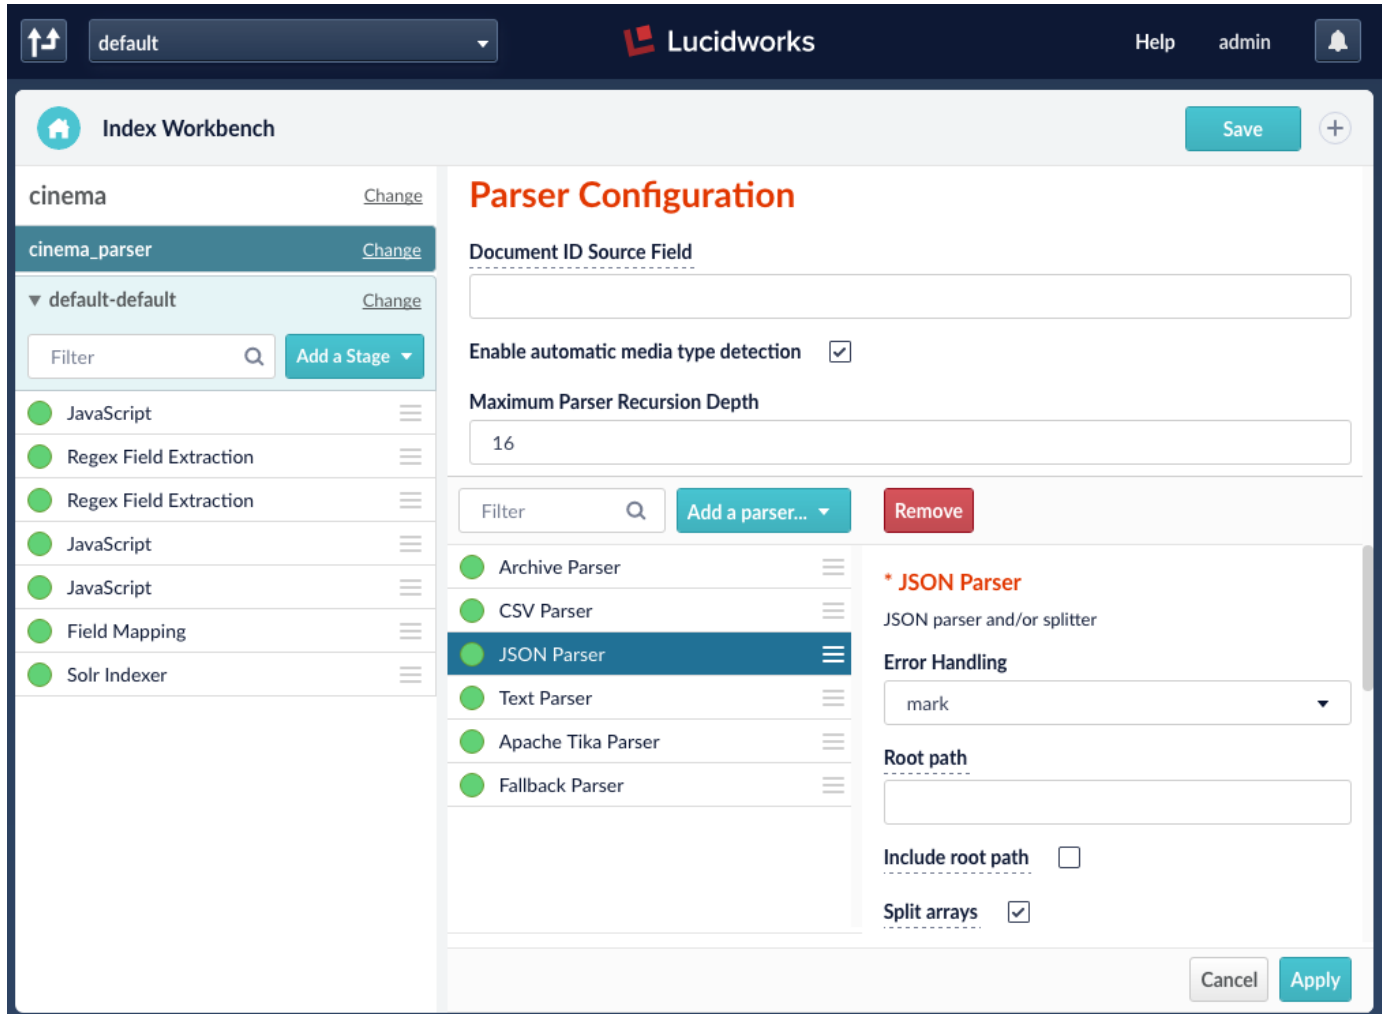 default
Lucidworks
Help
admin
Index Workbench
Save
cinema
Change
cinema_parser
Change
default-default
Change
Filter
Add a Stage
JavaScript
Regex Field Extraction
Regex Field Extraction
JavaScript
JavaScript
Field Mapping
Solr Indexer
Parser Configuration
Document ID Source Field
Enable automatic media type detection
Maximum Parser Recursion Depth
16
Filter
Add a parser...
Remove
Archive Parser
CSV Parser
JSON Parser
Text Parser
Apache Tika Parser
Fallback Parser
* JSON Parser
JSON parser and/or splitter
Error Handling
mark
Root path
Include root path
Split arrays
Cancel
Apply